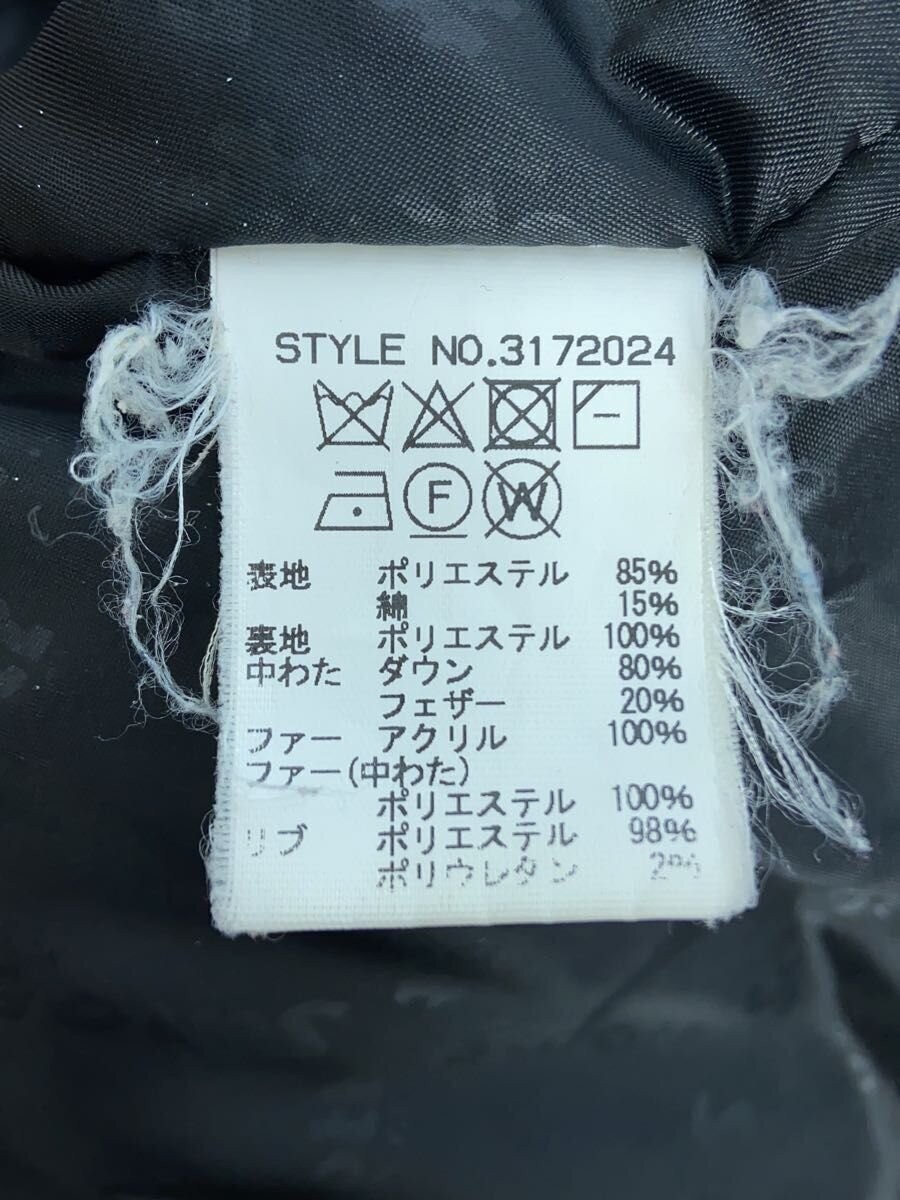 STYLE NO.3172024
F W
表地 ポリエステル 85%
綿 15%
裏地 ポリエステル 100%
中わた ダウン 80%
フェザー 20%
ファー アクリル 100%
ファー(中わた)
ポリエステル 100%
リブ ポリエステル 98%
ポリウレタン 2%